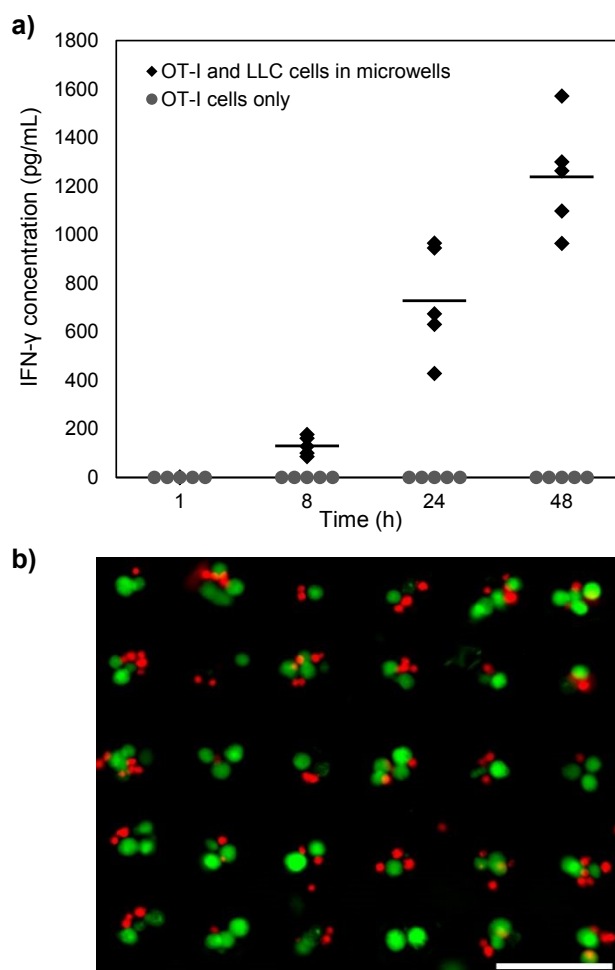 a)
1800
1600
1400
1200
1000
800
600
400
200
0
IFN-γ concentration (pg/mL)
OT-I and LLC cells in microwells
OT-I cells only
1 8 24 48
Time (h)
b)